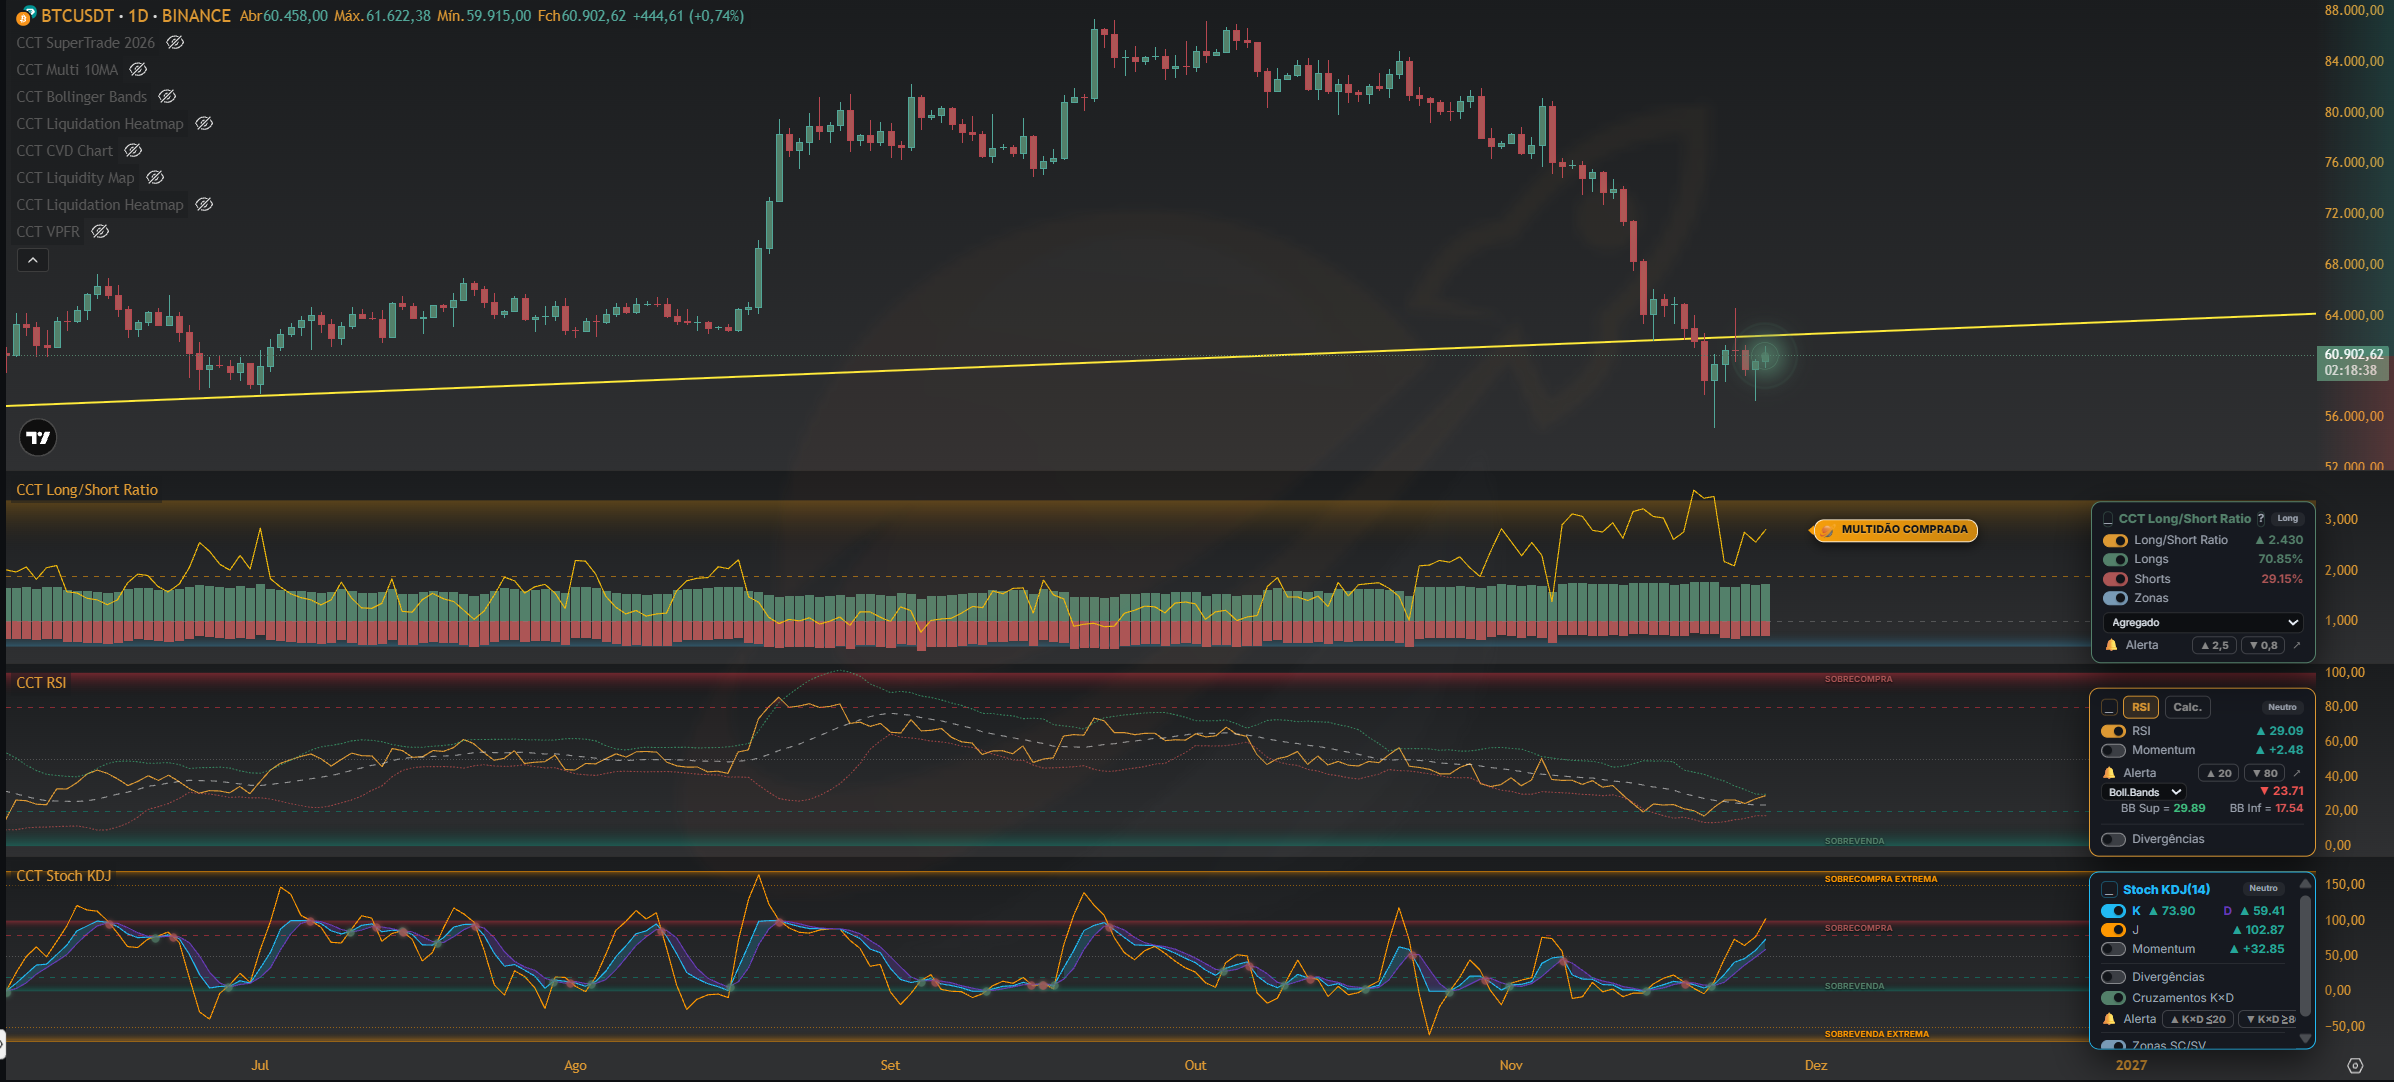 BTCUSDT · 1D · BINANCE Abr60.458,00 Máx.61.622,38 Mín.59.915,00 Fch60.902,62 +444,61 (+0,74%)
CCT SuperTrade 2026
CCT Multi 10MA
CCT Bollinger Bands
CCT Liquidation Heatmap
CCT CVD Chart
CCT Liquidity Map
CCT Liquidation Heatmap
CCT VPFR
88.000,00
84.000,00
80.000,00
76.000,00
72.000,00
68.000,00
64.000,00
60.902,62
02:18:38
56.000,00
52.000,00
CCT Long/Short Ratio
MULTIDÃO COMPRADA
CCT Long/Short Ratio ? Long
Long/Short Ratio ▲ 2.430
Longs 70.85%
Shorts 29.15%
Zonas
Agregado
Alerta ▲ 2,5 ▼ 0,8
3,000
2,000
1,000
CCT RSI
SOBRECOMPRA
SOBREVENDA
RSI Calc. Neutro
RSI ▲ 29.09
Momentum ▲ +2.48
Alerta ▲ 20 ▼ 80
Boll.Bands ▼ 23.71
BB Sup = 29.89 BB Inf = 17.54
Divergências
100,00
80,00
60,00
40,00
20,00
0,00
CCT Stoch KDJ
SOBRECOMPRA EXTREMA
SOBRECOMPRA
SOBREVENDA
SOBREVENDA EXTREMA
Stoch KDJ(14) Neutro
K ▲ 73.90 D ▲ 59.41
J ▲ 102.87
Momentum ▲ +32.85
Divergências
Cruzamentos K×D
Alerta ▲ K×D ≤20 ▼ K×D ≥8
Zonas SC/SV
150,00
100,00
50,00
0,00
−50,00
Jul Ago Set Out Nov Dez 2027